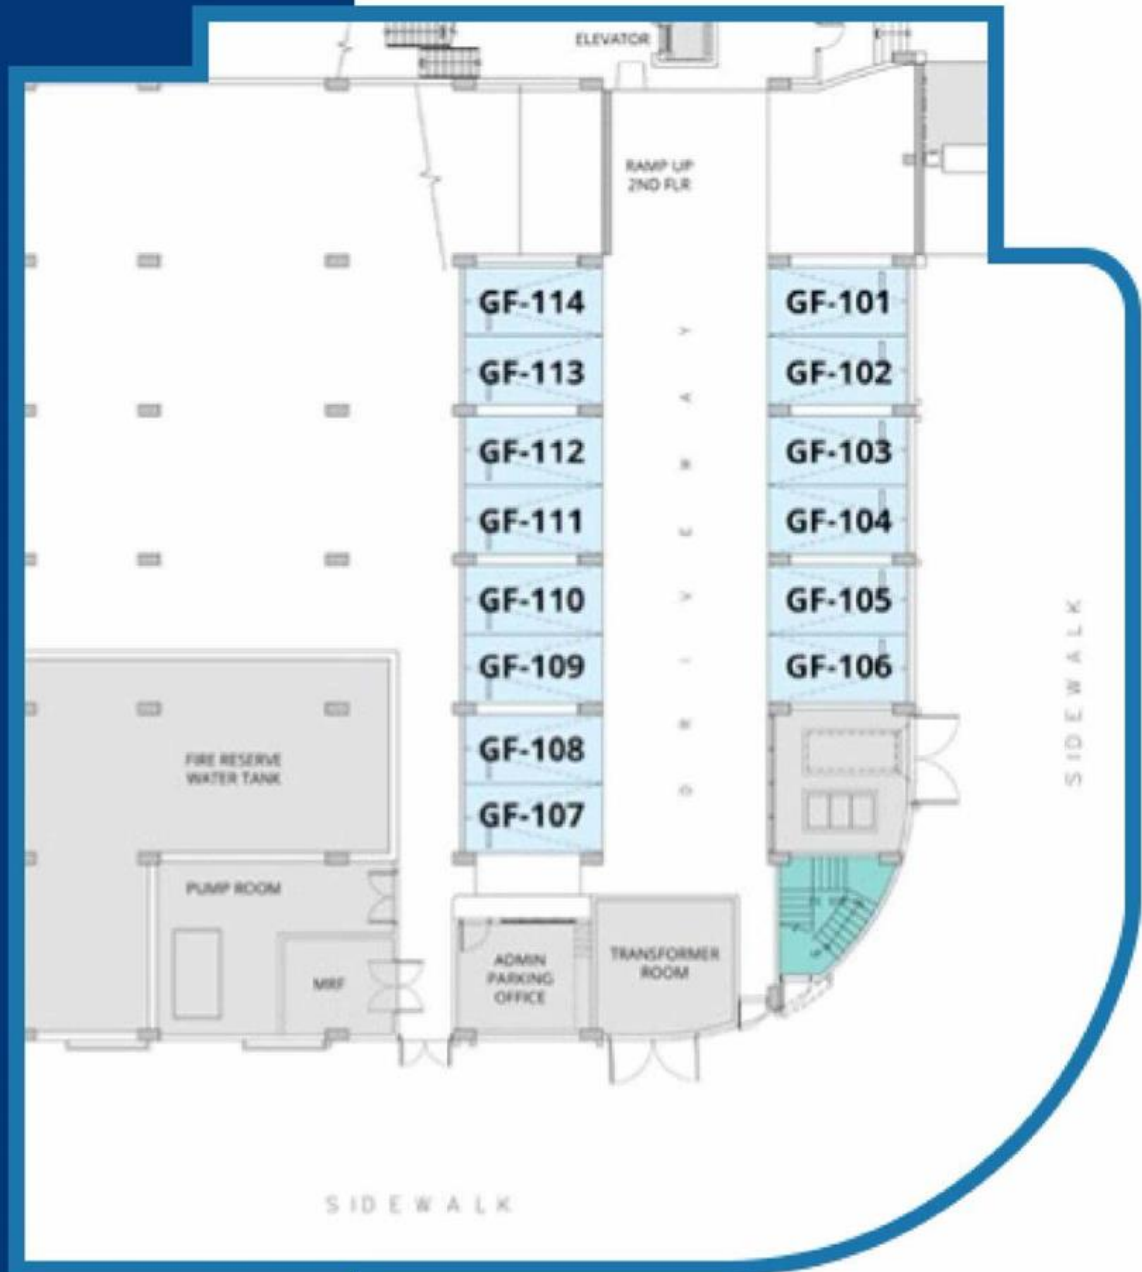 ELEVATOR
RAMP UP
2ND FLR
GF-114
GF-101
GF-113
GF-102
GF-112
GF-103
GF-111
GF-104
GF-110
GF-105
GF-109
GF-106
GF-108
GF-107
DRIVEWAY
SIDEWALK
FIRE RESERVE
WATER TANK
PUMP ROOM
MRF
ADMIN
PARKING
OFFICE
TRANSFORMER
ROOM
SIDEWALK